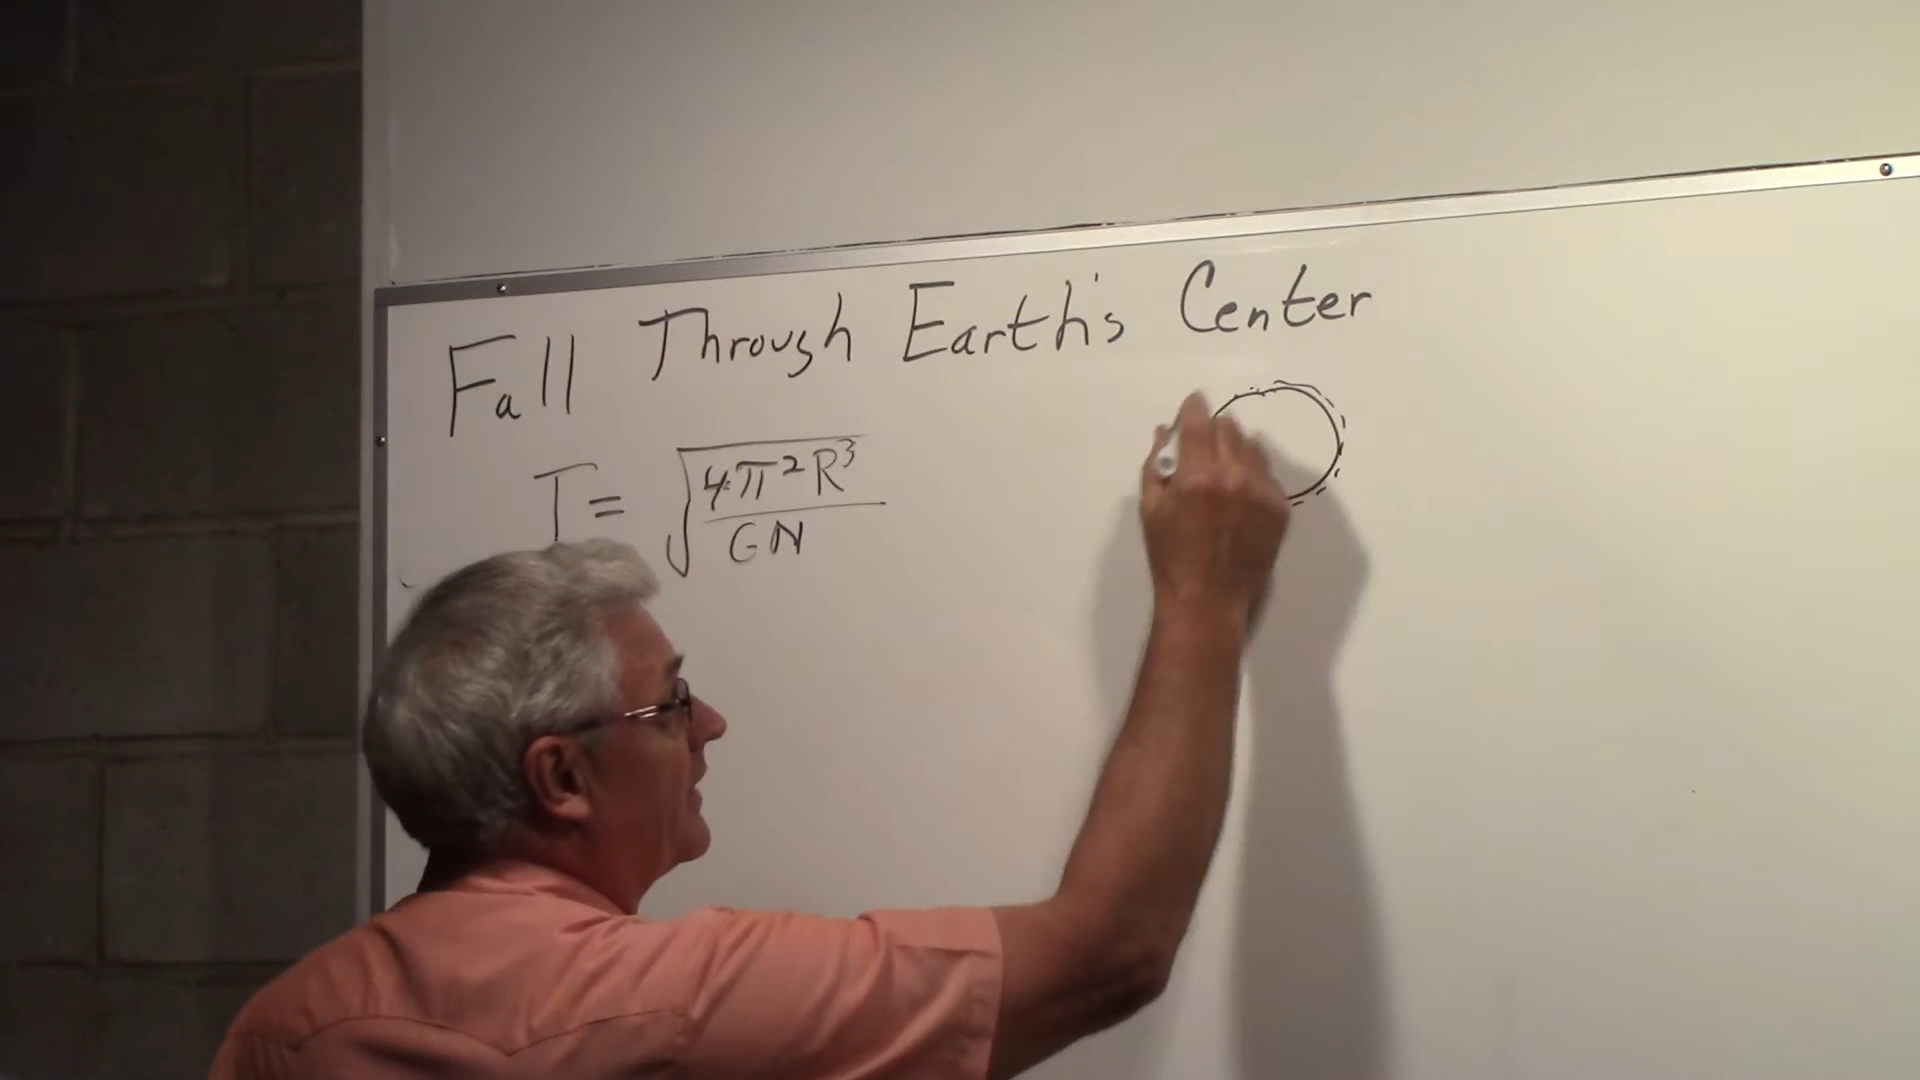 Fall Through Earth's Center
T = √(4π²R³ / GM)